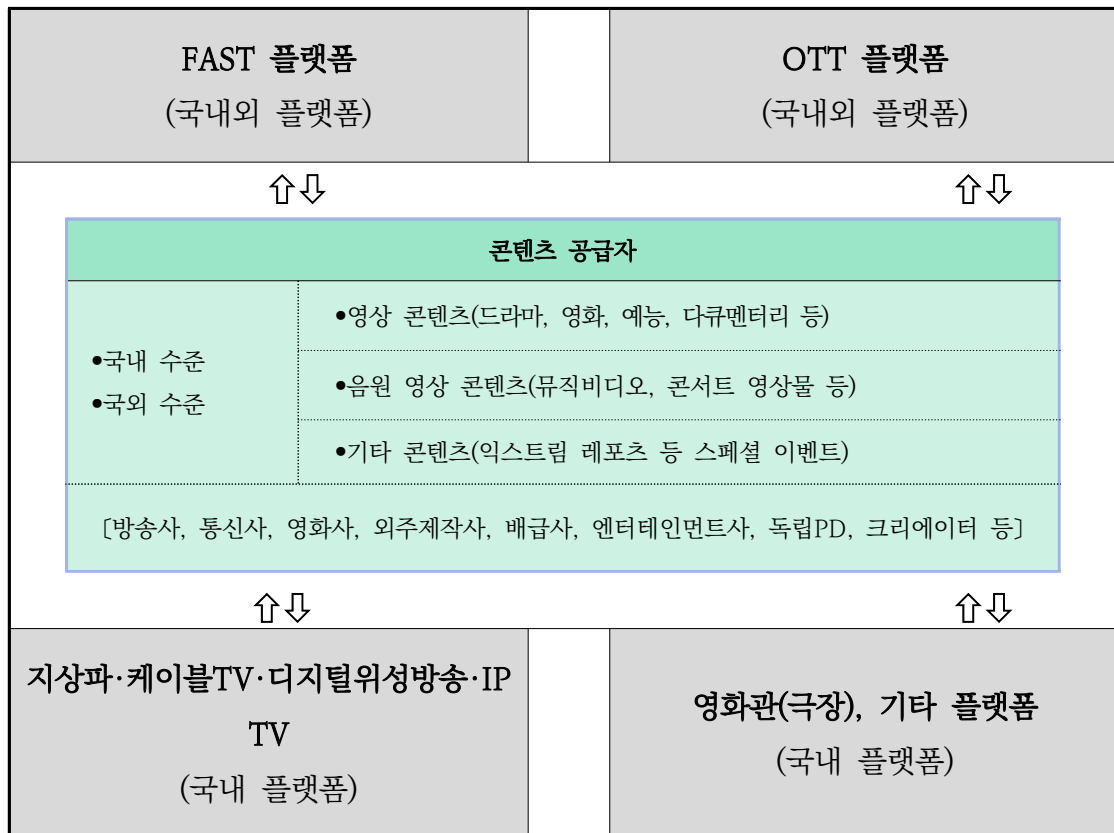 FAST 플랫폼
(국내외 플랫폼)
OTT 플랫폼
(국내외 플랫폼)
⇧⇩
⇧⇩
콘텐츠 공급자
•국내 수준
•국외 수준
•영상 콘텐츠(드라마, 영화, 예능, 다큐멘터리 등)
•음원 영상 콘텐츠(뮤직비디오, 콘서트 영상물 등)
•기타 콘텐츠(익스트림 레포츠 등 스페셜 이벤트)
〔방송사, 통신사, 영화사, 외주제작사, 배급사, 엔터테인먼트사, 독립PD, 크리에이터 등〕
⇧⇩
⇧⇩
지상파·케이블TV·디지털위성방송·IP
TV
(국내 플랫폼)
영화관(극장), 기타 플랫폼
(국내 플랫폼)